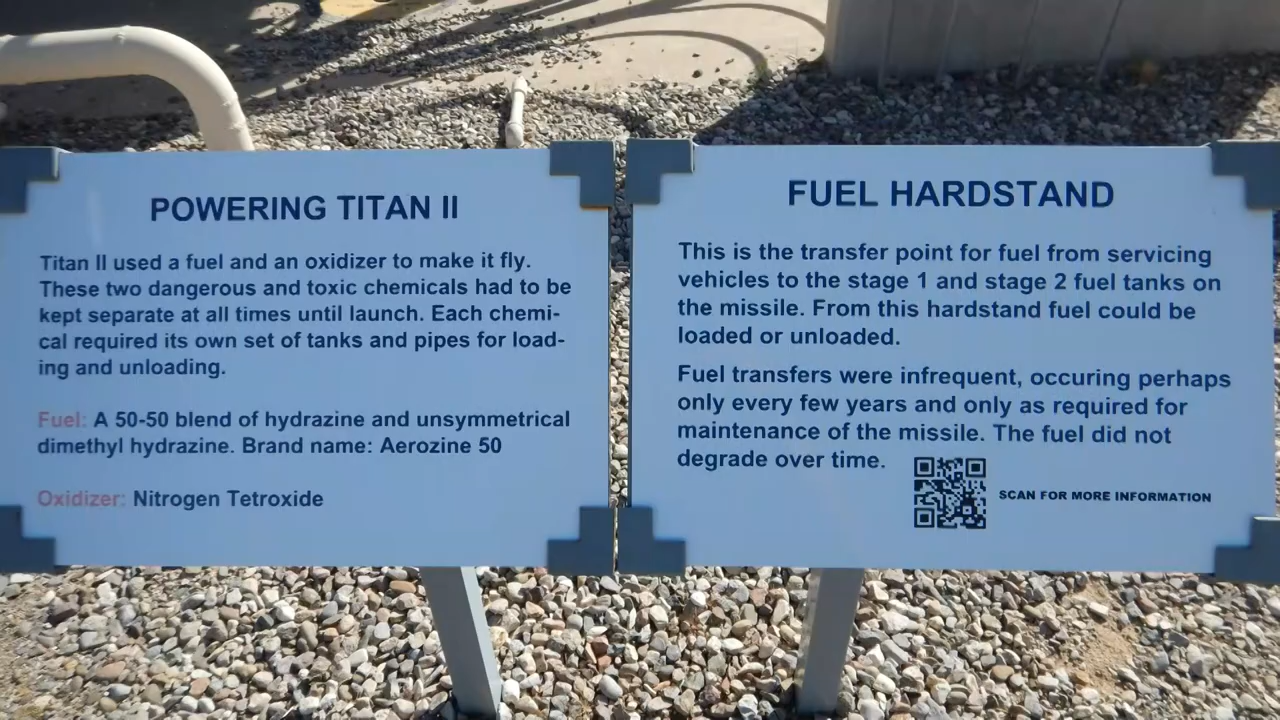 POWERING TITAN II
Titan II used a fuel and an oxidizer to make it fly.
These two dangerous and toxic chemicals had to be
kept separate at all times until launch. Each chemi-
cal required its own set of tanks and pipes for load-
ing and unloading.
Fuel: A 50-50 blend of hydrazine and unsymmetrical
dimethyl hydrazine. Brand name: Aerozine 50
Oxidizer: Nitrogen Tetroxide
FUEL HARDSTAND
This is the transfer point for fuel from servicing
vehicles to the stage 1 and stage 2 fuel tanks on
the missile. From this hardstand fuel could be
loaded or unloaded.
Fuel transfers were infrequent, occuring perhaps
only every few years and only as required for
maintenance of the missile. The fuel did not
degrade over time.
SCAN FOR MORE INFORMATION